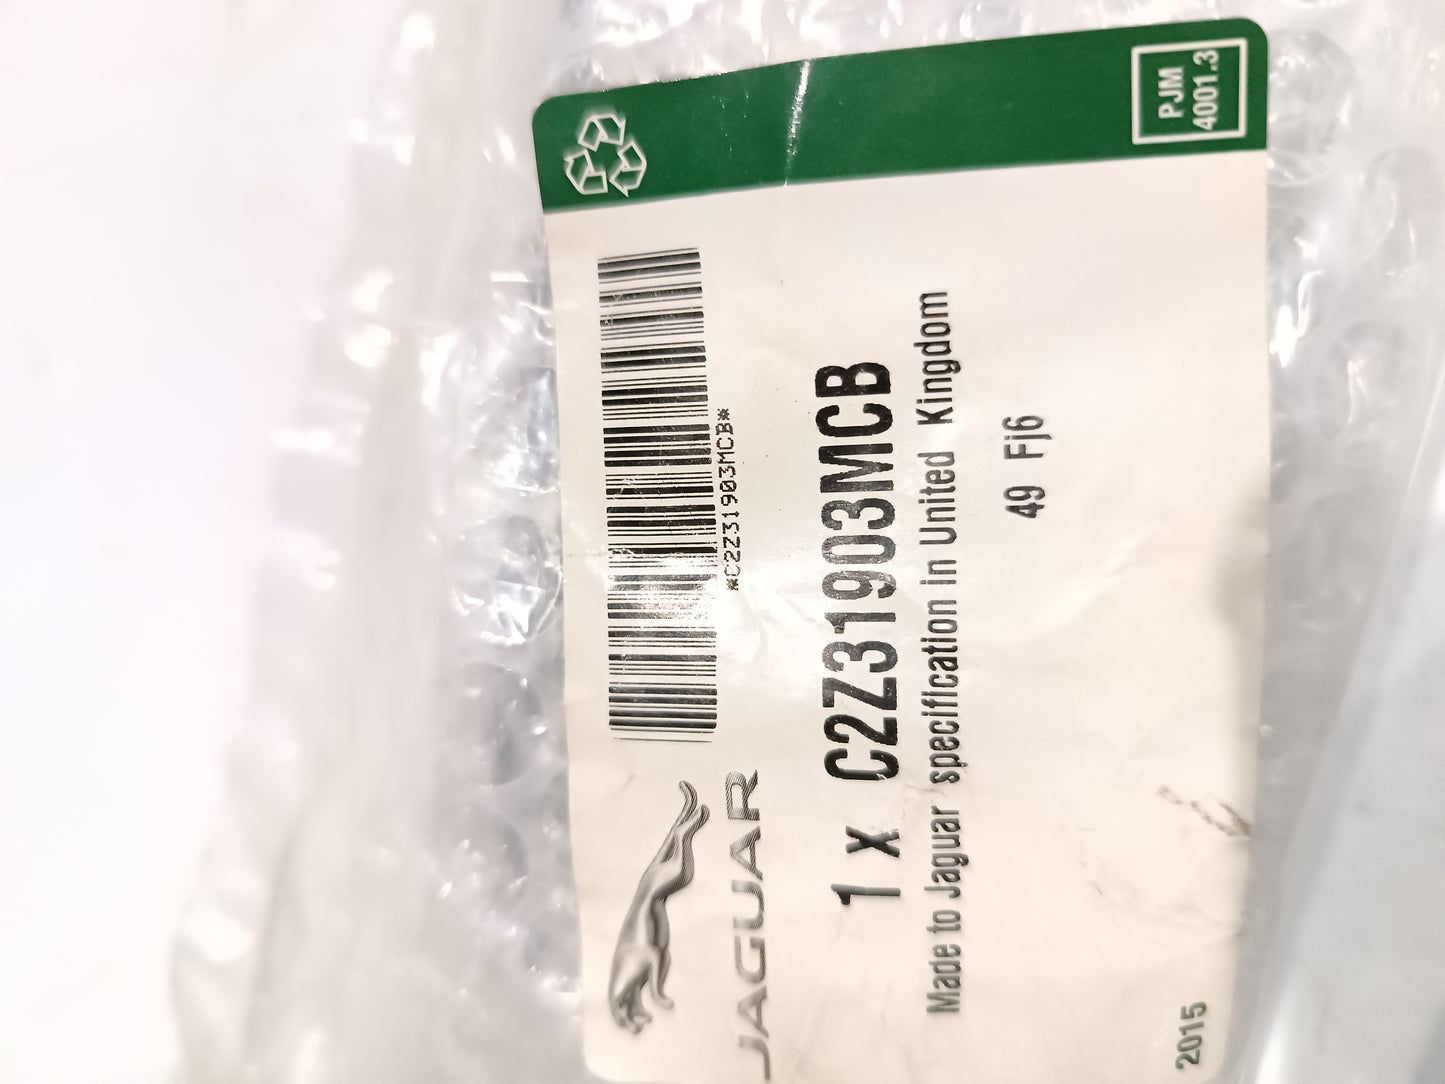 PJM
4001.3
JAGUAR
*C2Z31903MCB*
1 x C2Z31903MCB
Made to Jaguar specification in United Kingdom
49 Fj6
2015